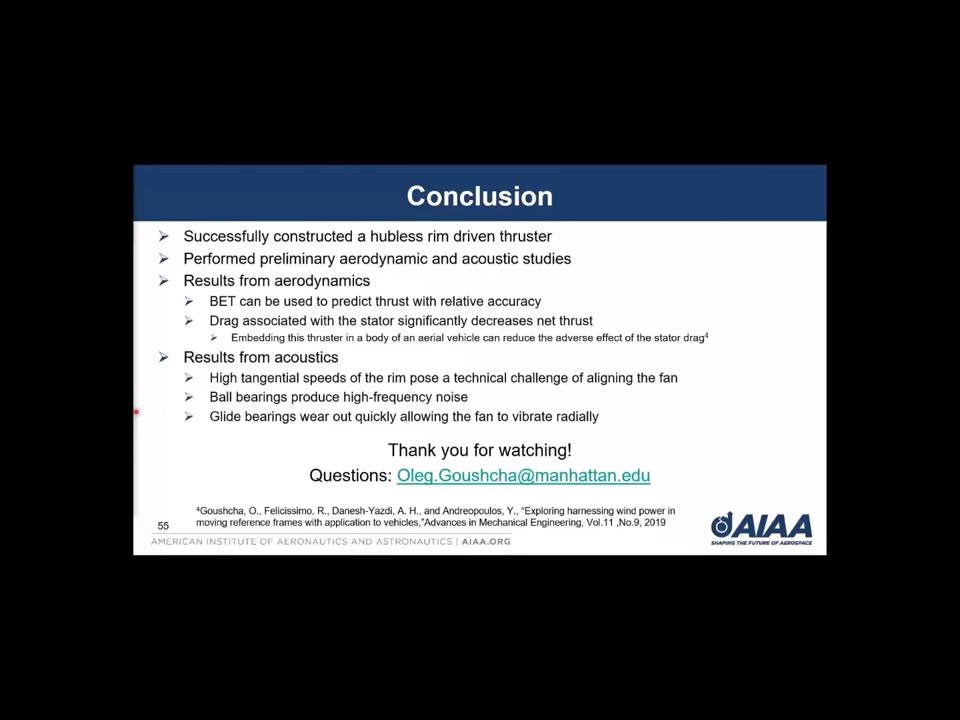 Conclusion
Successfully constructed a hubless rim driven thruster
Performed preliminary aerodynamic and acoustic studies
Results from aerodynamics
BET can be used to predict thrust with relative accuracy
Drag associated with the stator significantly decreases net thrust
Embedding this thruster in a body of an aerial vehicle can reduce the adverse effect of the stator drag⁴
Results from acoustics
High tangential speeds of the rim pose a technical challenge of aligning the fan
Ball bearings produce high-frequency noise
Glide bearings wear out quickly allowing the fan to vibrate radially
Thank you for watching!
Questions: Oleg.Goushcha@manhattan.edu
⁴Goushcha, O., Felicissimo, R., Danesh-Yazdi, A. H., and Andreopoulos, Y., “Exploring harnessing wind power in
moving reference frames with application to vehicles,”Advances in Mechanical Engineering, Vol.11 ,No.9, 2019
55
AMERICAN INSTITUTE OF AERONAUTICS AND ASTRONAUTICS | AIAA.ORG
AIAA
SHAPING THE FUTURE OF AEROSPACE